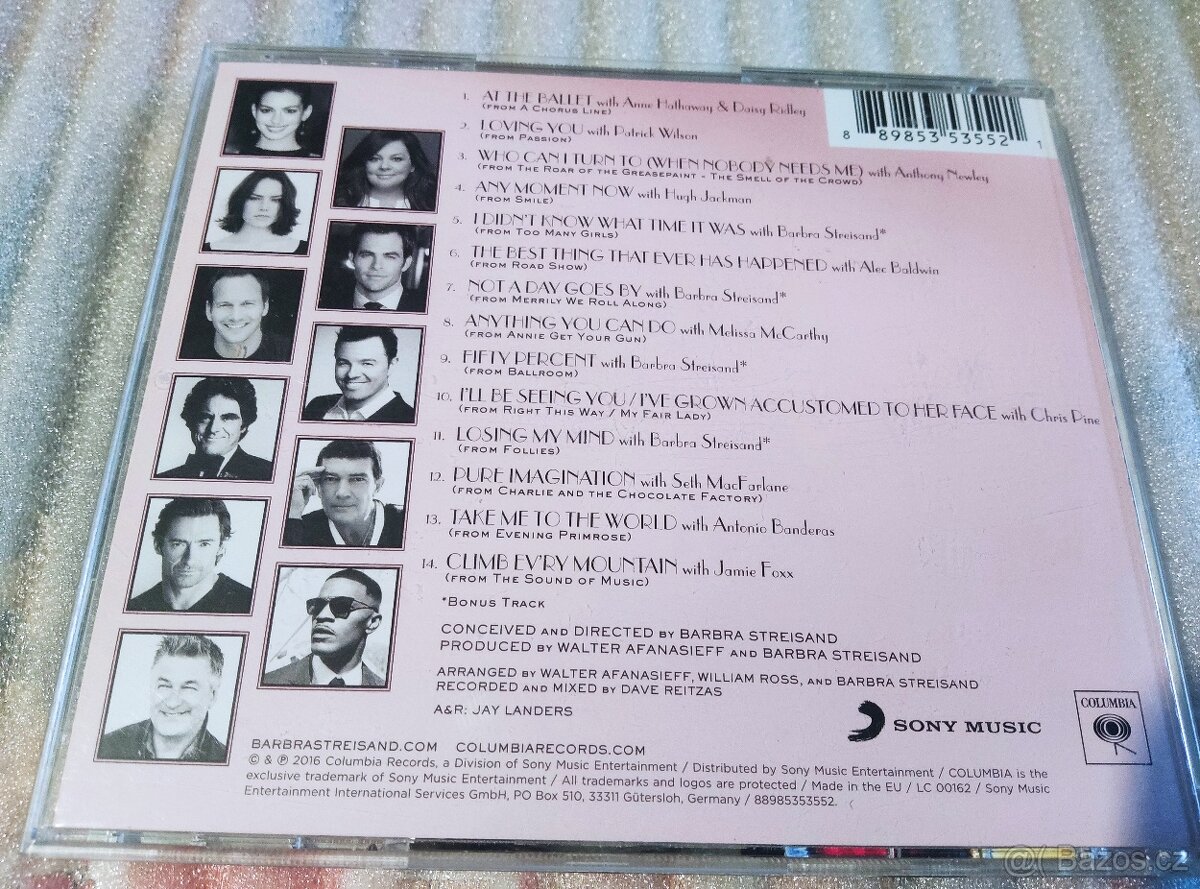 1. AT THE BALLET with Anne Hathaway & Daisy Ridley
(FROM A CHORUS LINE)
2. LOVING YOU with Patrick Wilson
(FROM PASSION)
3. WHO CAN I TURN TO (WHEN NOBODY NEEDS ME) with Anthony Newley
(FROM THE ROAR OF THE GREASEPAINT - THE SMELL OF THE CROWD)
4. ANY MOMENT NOW with Hugh Jackman
(FROM SMILE)
5. I DIDN'T KNOW WHAT TIME IT WAS with Barbra Streisand*
(FROM TOO MANY GIRLS)
6. THE BEST THING THAT EVER HAS HAPPENED with Alec Baldwin
(FROM ROAD SHOW)
7. NOT A DAY GOES BY with Barbra Streisand*
(FROM MERRILY WE ROLL ALONG)
8. ANYTHING YOU CAN DO with Melissa McCarthy
(FROM ANNIE GET YOUR GUN)
9. FIFTY PERCENT with Barbra Streisand*
(FROM BALLROOM)
10. I'LL BE SEEING YOU / I'VE GROWN ACCUSTOMED TO HER FACE with Chris Pine
(FROM RIGHT THIS WAY / MY FAIR LADY)
11. LOSING MY MIND with Barbra Streisand*
(FROM FOLLIES)
12. PURE IMAGINATION with Seth MacFarlane
(FROM CHARLIE AND THE CHOCOLATE FACTORY)
13. TAKE ME TO THE WORLD with Antonio Banderas
(FROM EVENING PRIMROSE)
14. CLIMB EV'RY MOUNTAIN with Jamie Foxx
(FROM THE SOUND OF MUSIC)
*BONUS TRACK
CONCEIVED AND DIRECTED BY BARBRA STREISAND
PRODUCED BY WALTER AFANASIEFF AND BARBRA STREISAND
ARRANGED BY WALTER AFANASIEFF, WILLIAM ROSS, AND BARBRA STREISAND
RECORDED AND MIXED BY DAVE REITZAS
A&R: JAY LANDERS
8 89853 53552 1
SONY MUSIC
COLUMBIA
BARBRASTREISAND.COM COLUMBIARECORDS.COM
© & ℗ 2016 Columbia Records, a Division of Sony Music Entertainment / Distributed by Sony Music Entertainment / COLUMBIA is the
exclusive trademark of Sony Music Entertainment / All trademarks and logos are protected / Made in the EU / LC 00162 / Sony Music
Entertainment International Services GmbH, PO Box 510, 33311 Gütersloh, Germany / 88985353552.
Bazos.cz